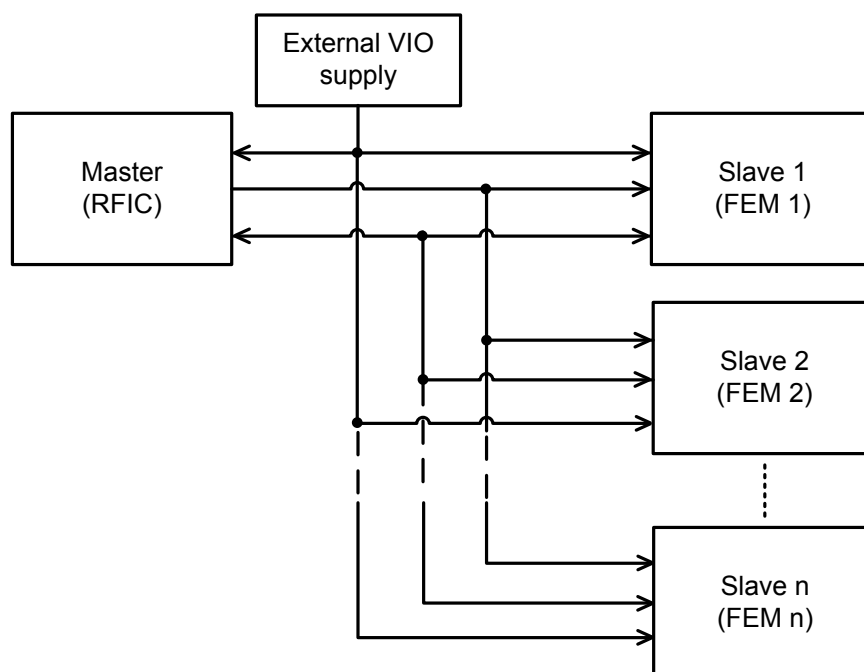 External VIO
supply
Master
(RFIC)
Slave 1
(FEM 1)
Slave 2
(FEM 2)
Slave n
(FEM n)